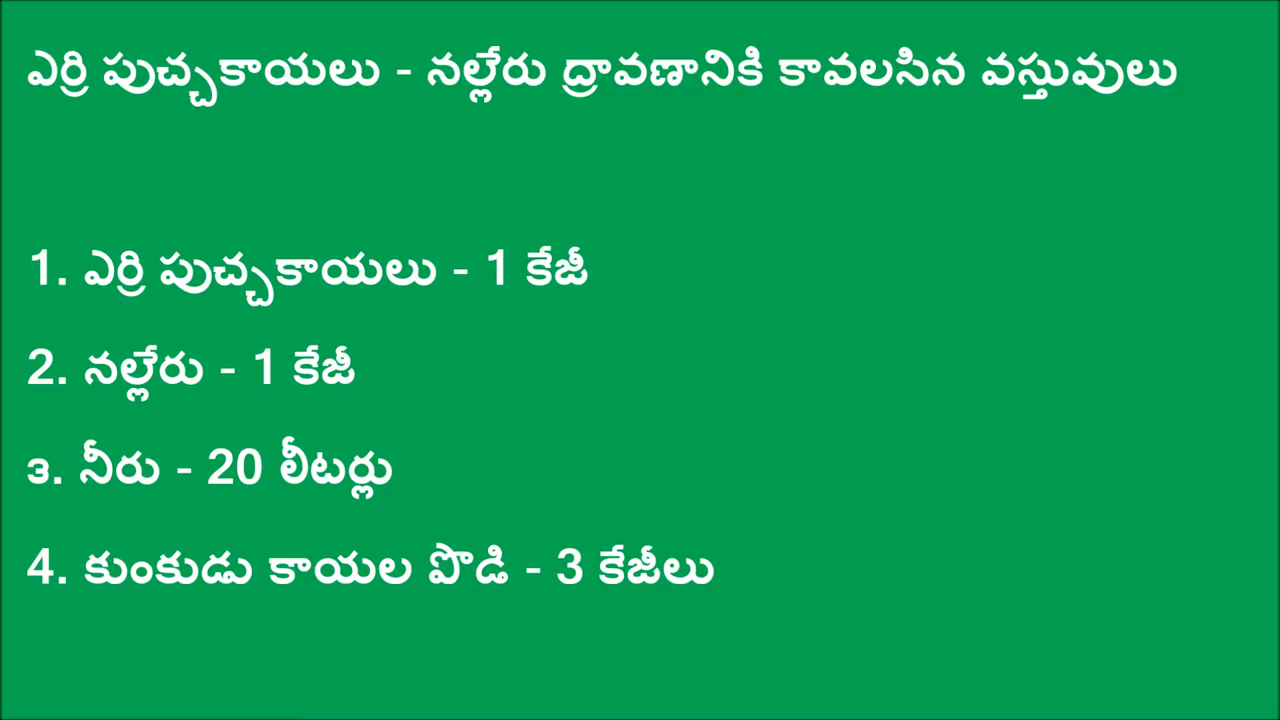 ఎర్రి పుచ్చకాయలు - నల్లేరు ద్రావణానికి కావలసిన వస్తువులు
1. ఎర్రి పుచ్చకాయలు - 1 కేజీ
2. నల్లేరు - 1 కేజీ
౩. నీరు - 20 లీటర్లు
4. కుంకుడు కాయల పొడి - 3 కేజీలు